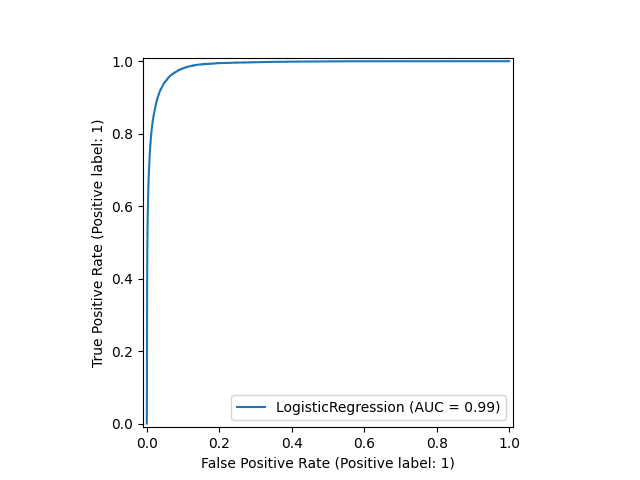 1.0
0.8
0.6
0.4
0.2
0.0
True Positive Rate (Positive label: 1)
LogisticRegression (AUC = 0.99)
0.0 0.2 0.4 0.6 0.8 1.0
False Positive Rate (Positive label: 1)